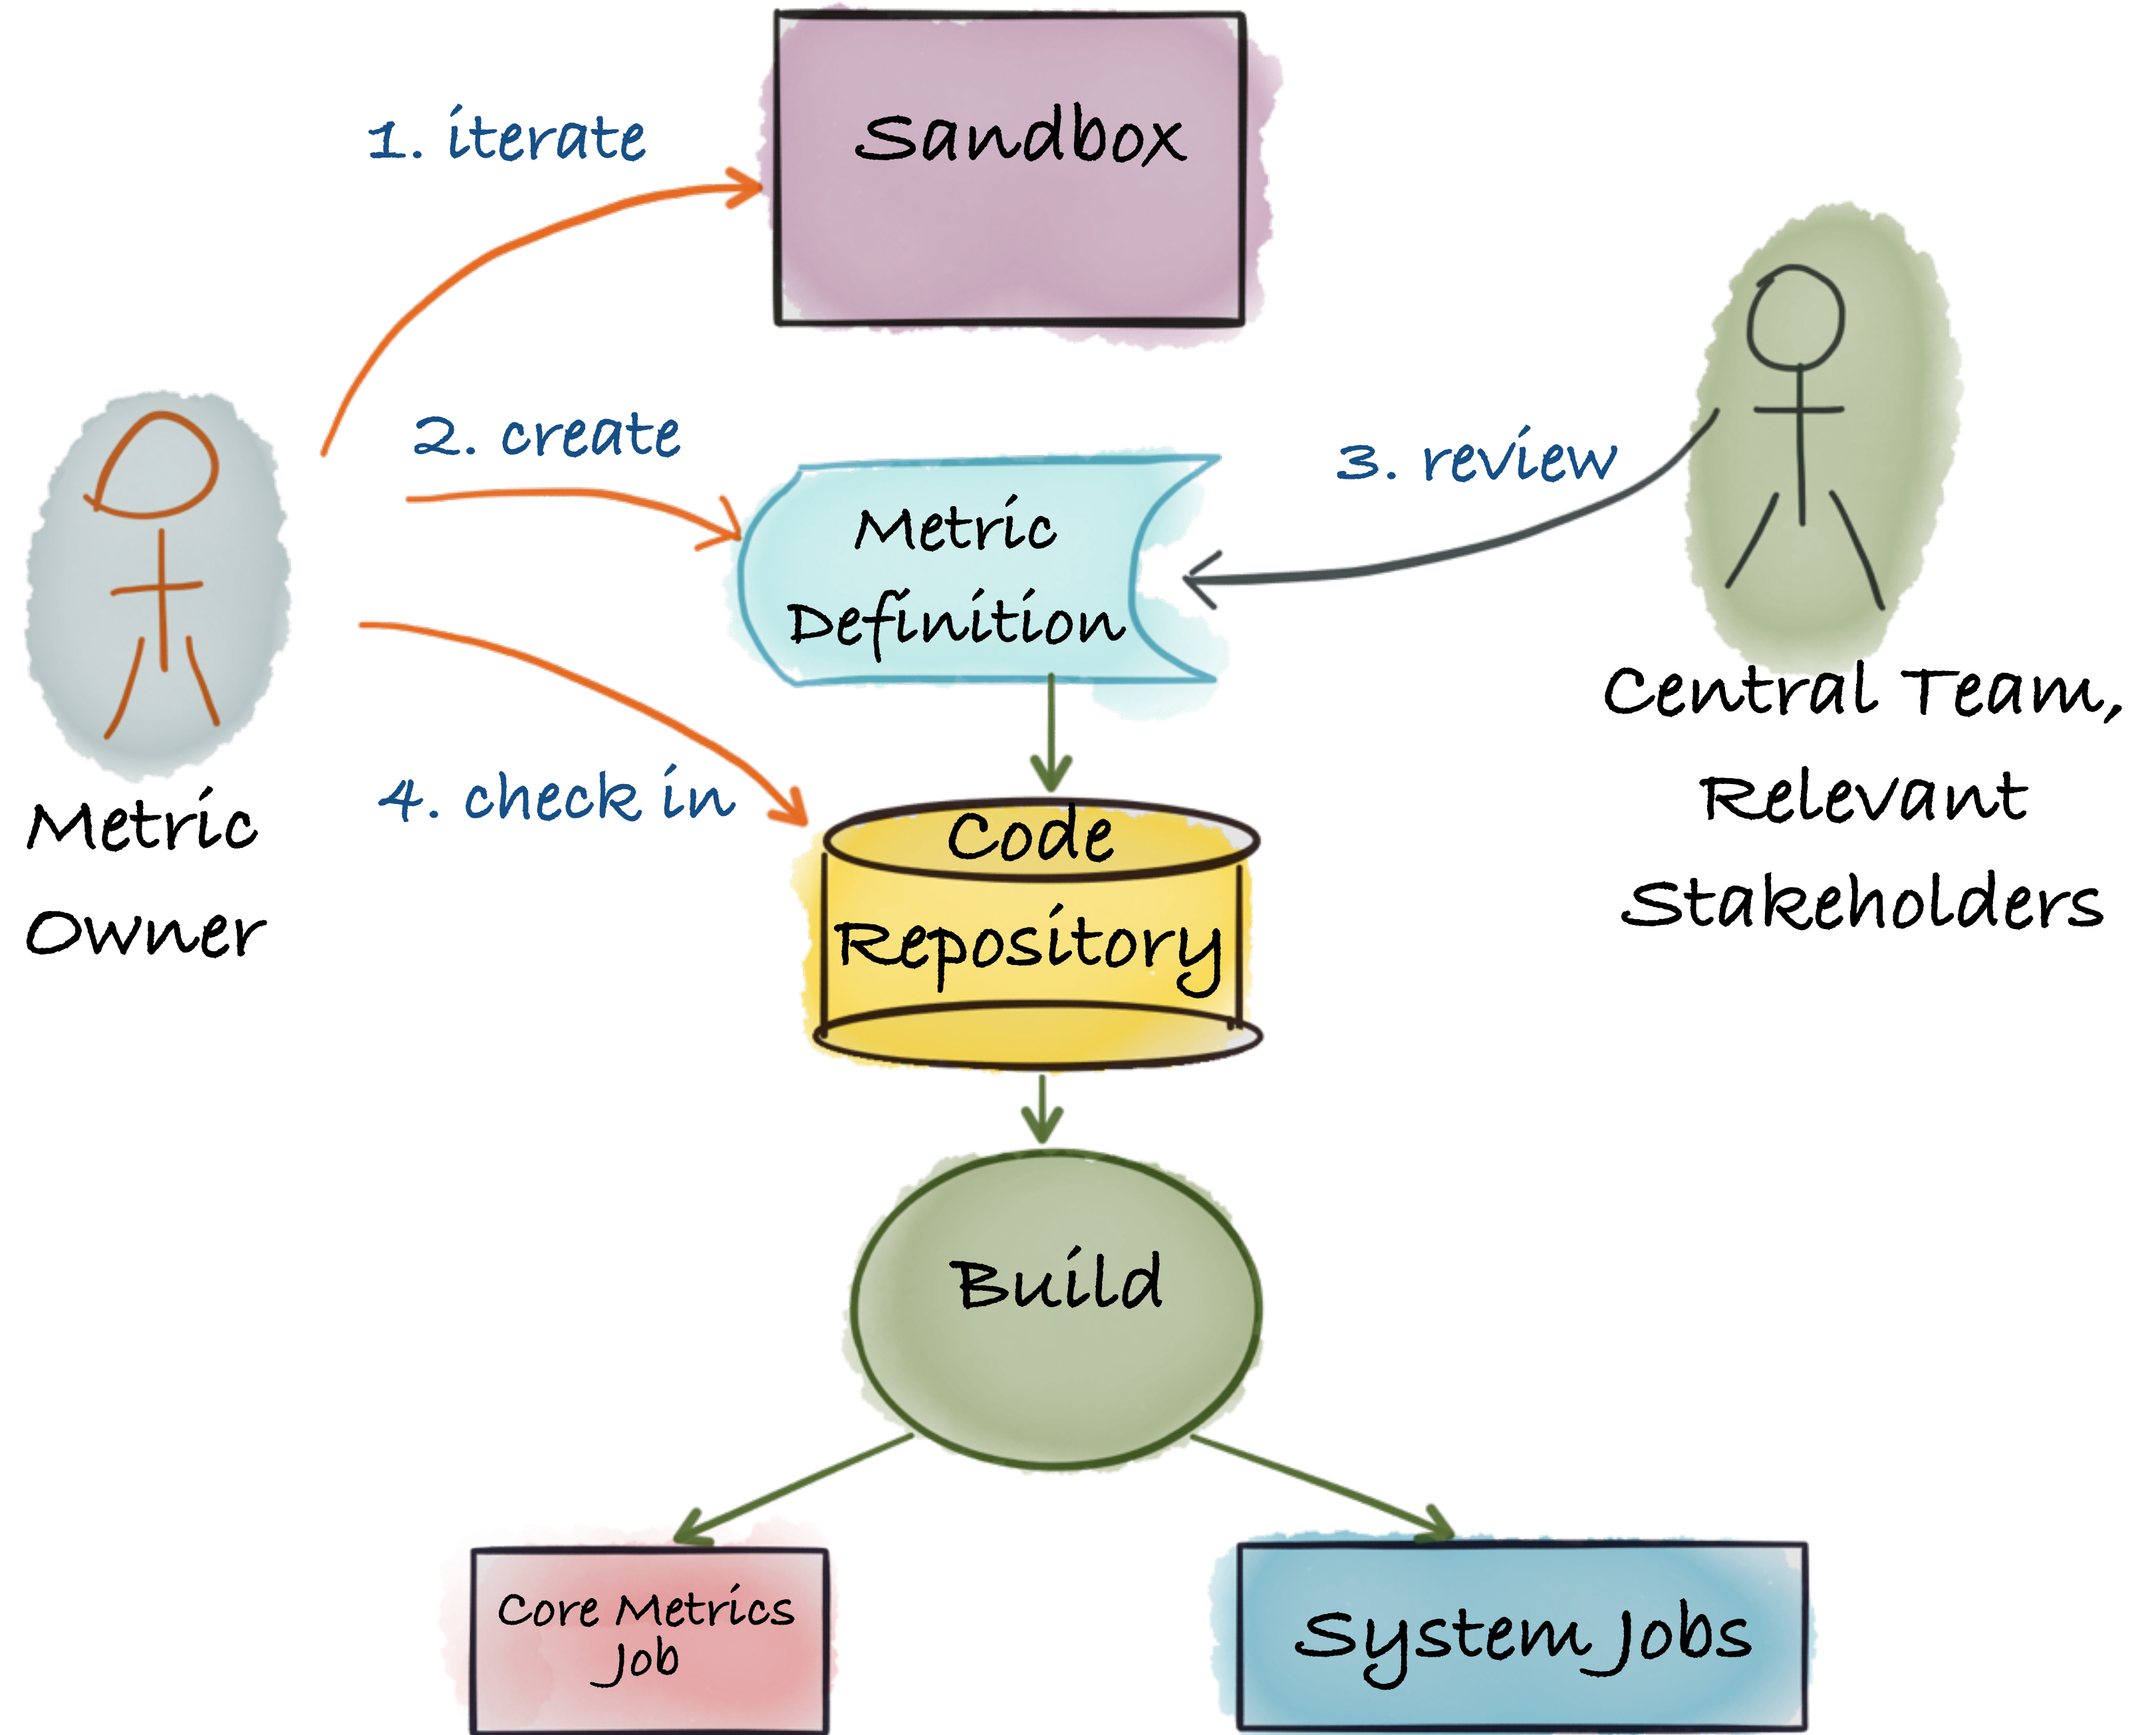 Sandbox
1. iterate
2. create
3. review
Metric
Definition
4. check in
Metric
Owner
Central Team,
Relevant
Stakeholders
Code
Repository
Build
Core Metrics
Job
System Jobs